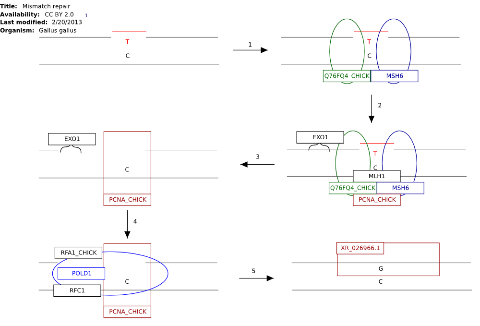 Title: Mismatch repair
Availability: CC BY 2.0
Last modified: 2/20/2013
Organism: Gallus gallus
T
C
1
T
C
Q76FQ4_CHICK
MSH6
2
EXO1
C
PCNA_CHICK
3
EXO1
T
C
MLH1
Q76FQ4_CHICK
MSH6
PCNA_CHICK
4
RFA1_CHICK
POLD1
RFC1
C
PCNA_CHICK
5
XR_026966.1
G
C